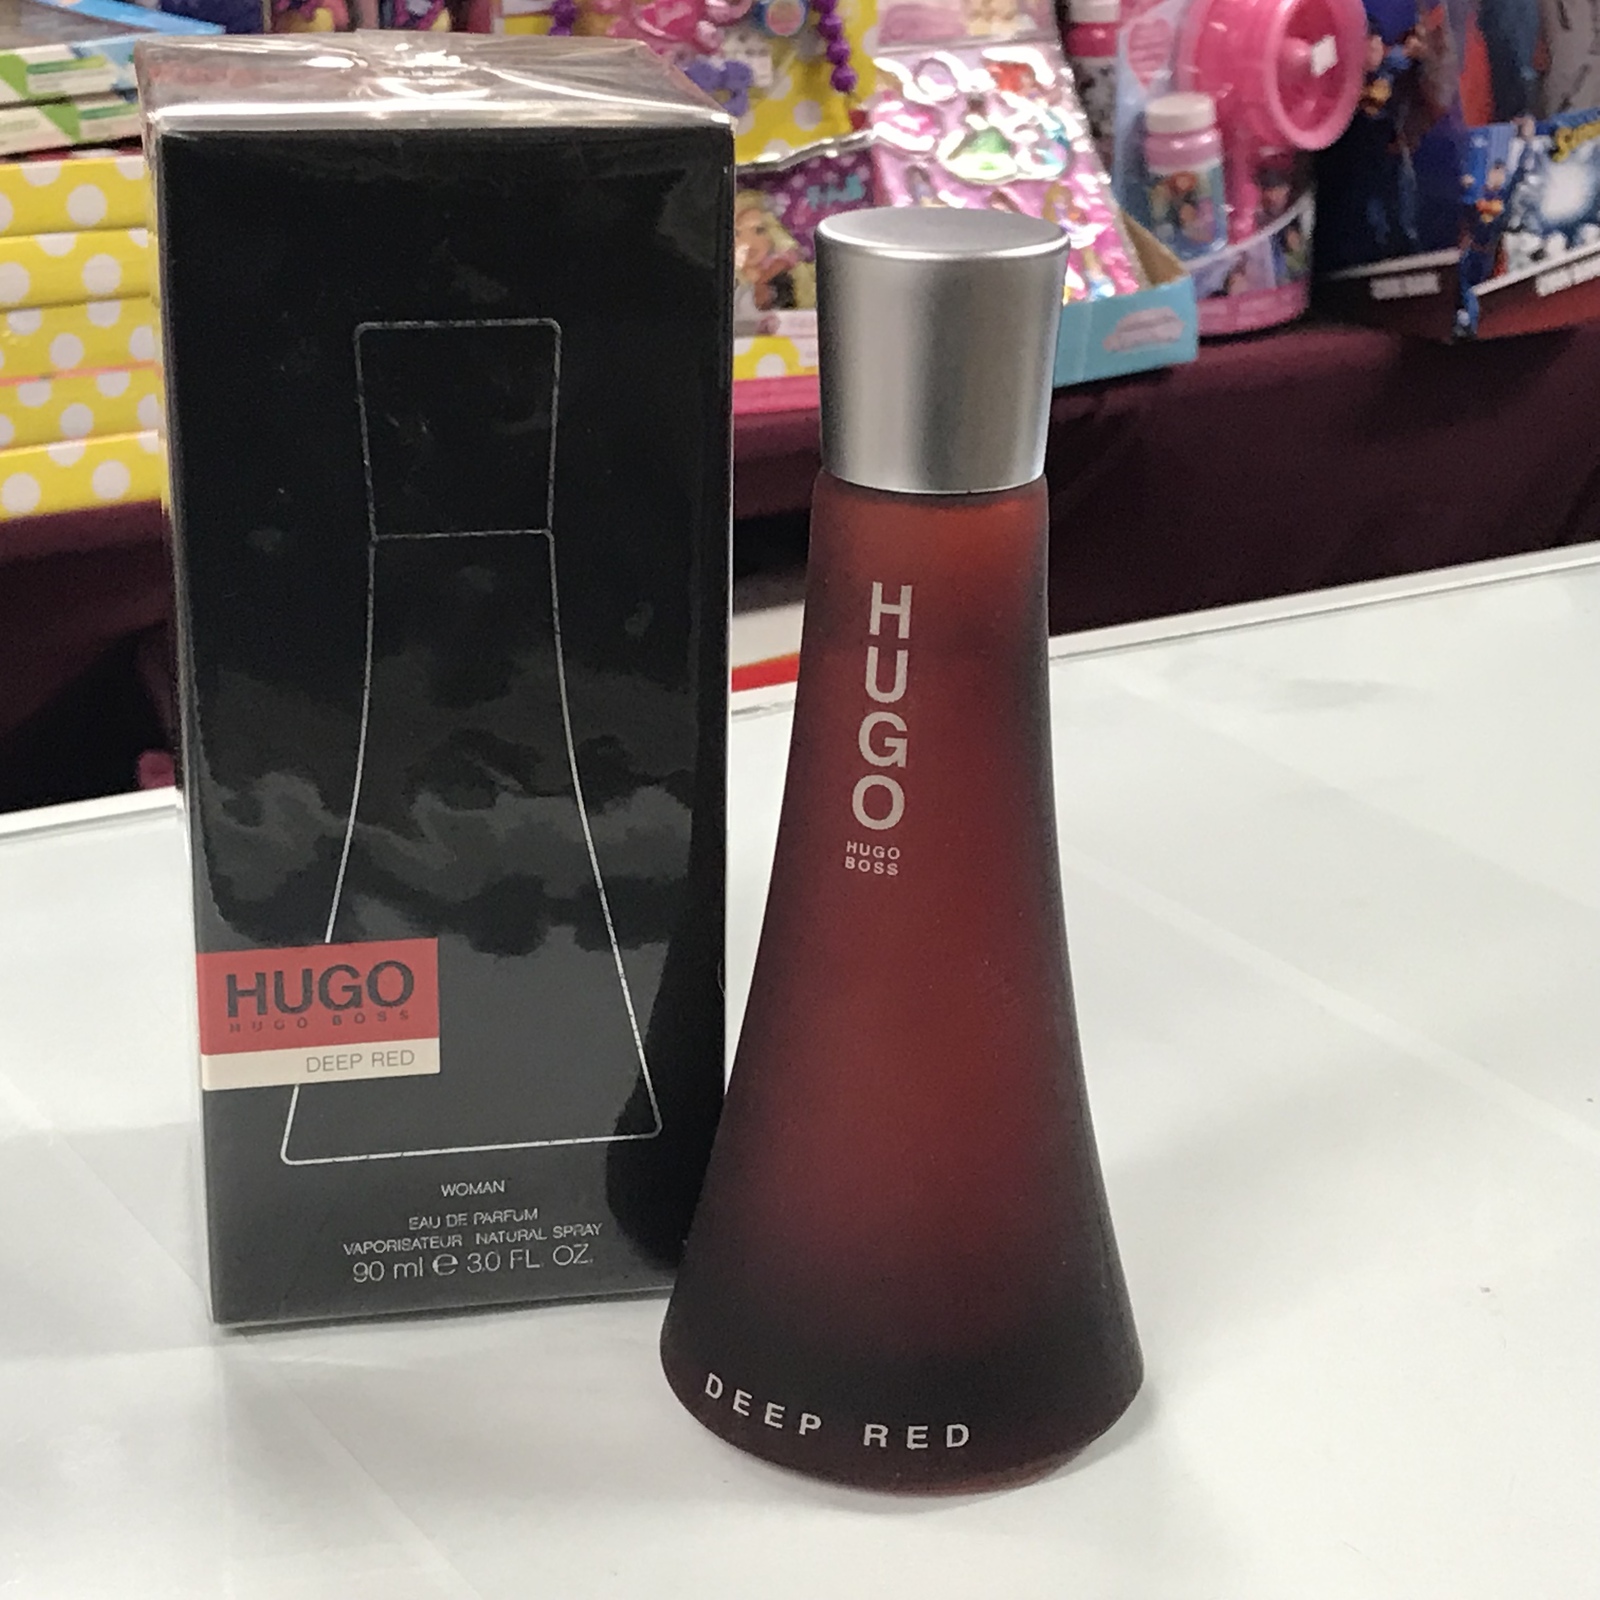 HUGO
HUGO BOSS
DEEP RED
WOMAN
EAU DE PARFUM
VAPORISATEUR NATURAL SPRAY
90 ml e 3.0 FL. OZ.
HUGO
HUGO
BOSS
DEEP RED